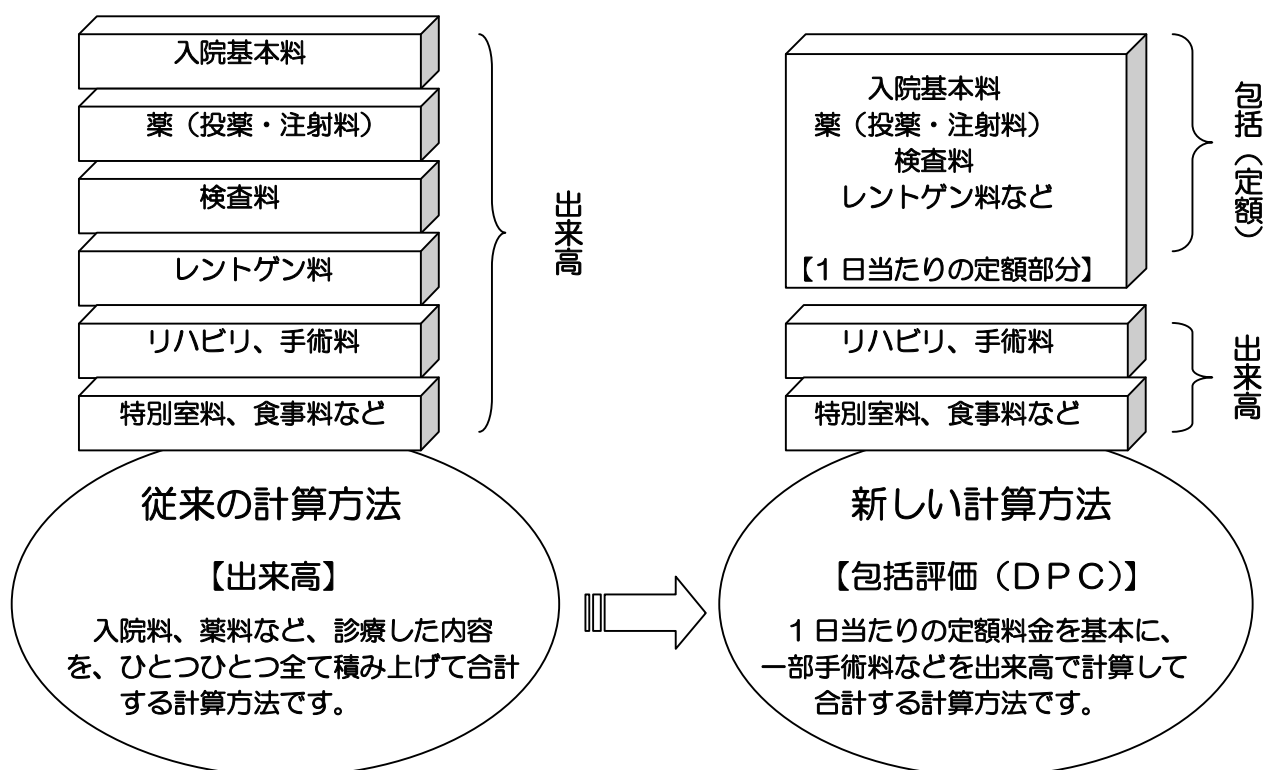 入院基本料
薬（投薬・注射料）
検査料
レントゲン料
リハビリ、手術料
特別室料、食事料など
出来高
従来の計算方法
【出来高】
入院料、薬料など、診療した内容
を、ひとつひとつ全て積み上げて合計
する計算方法です。
入院基本料
薬（投薬・注射料）
検査料
レントゲン料など
【１日当たりの定額部分】
包括（定額）
リハビリ、手術料
特別室料、食事料など
出来高
新しい計算方法
【包括評価（ＤＰＣ）】
１日当たりの定額料金を基本に、
一部手術料などを出来高で計算して
合計する計算方法です。